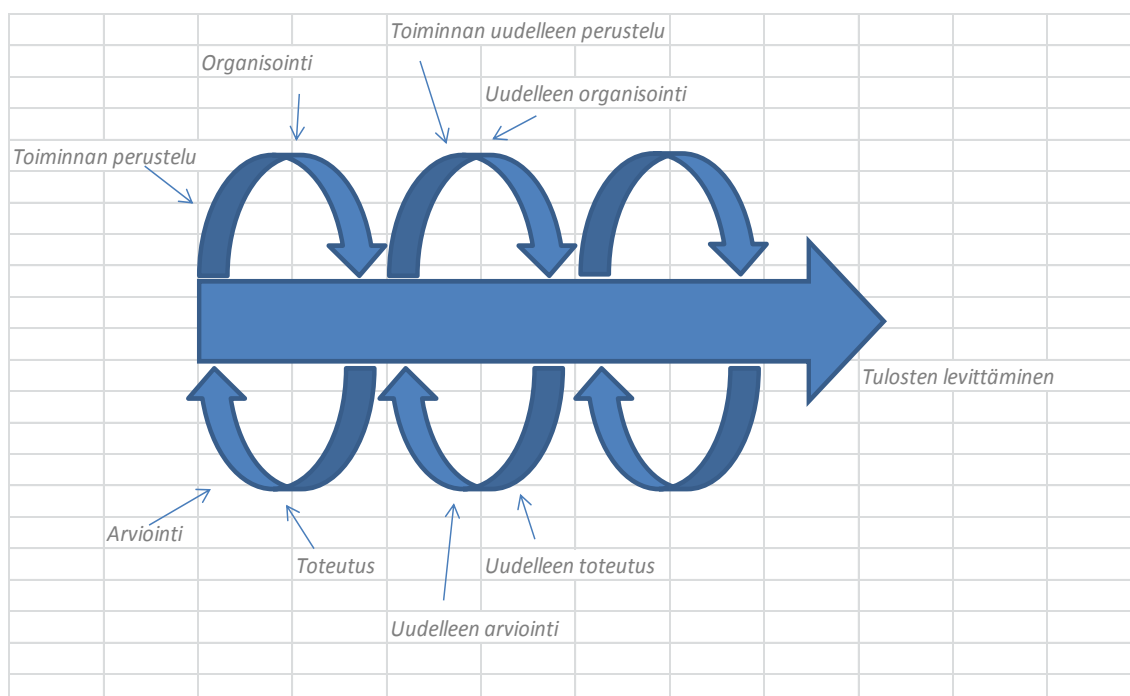 Toiminnan uudelleen perustelu
Organisointi
Uudelleen organisointi
Toiminnan perustelu
Tulosten levittäminen
Arviointi
Toteutus
Uudelleen toteutus
Uudelleen arviointi